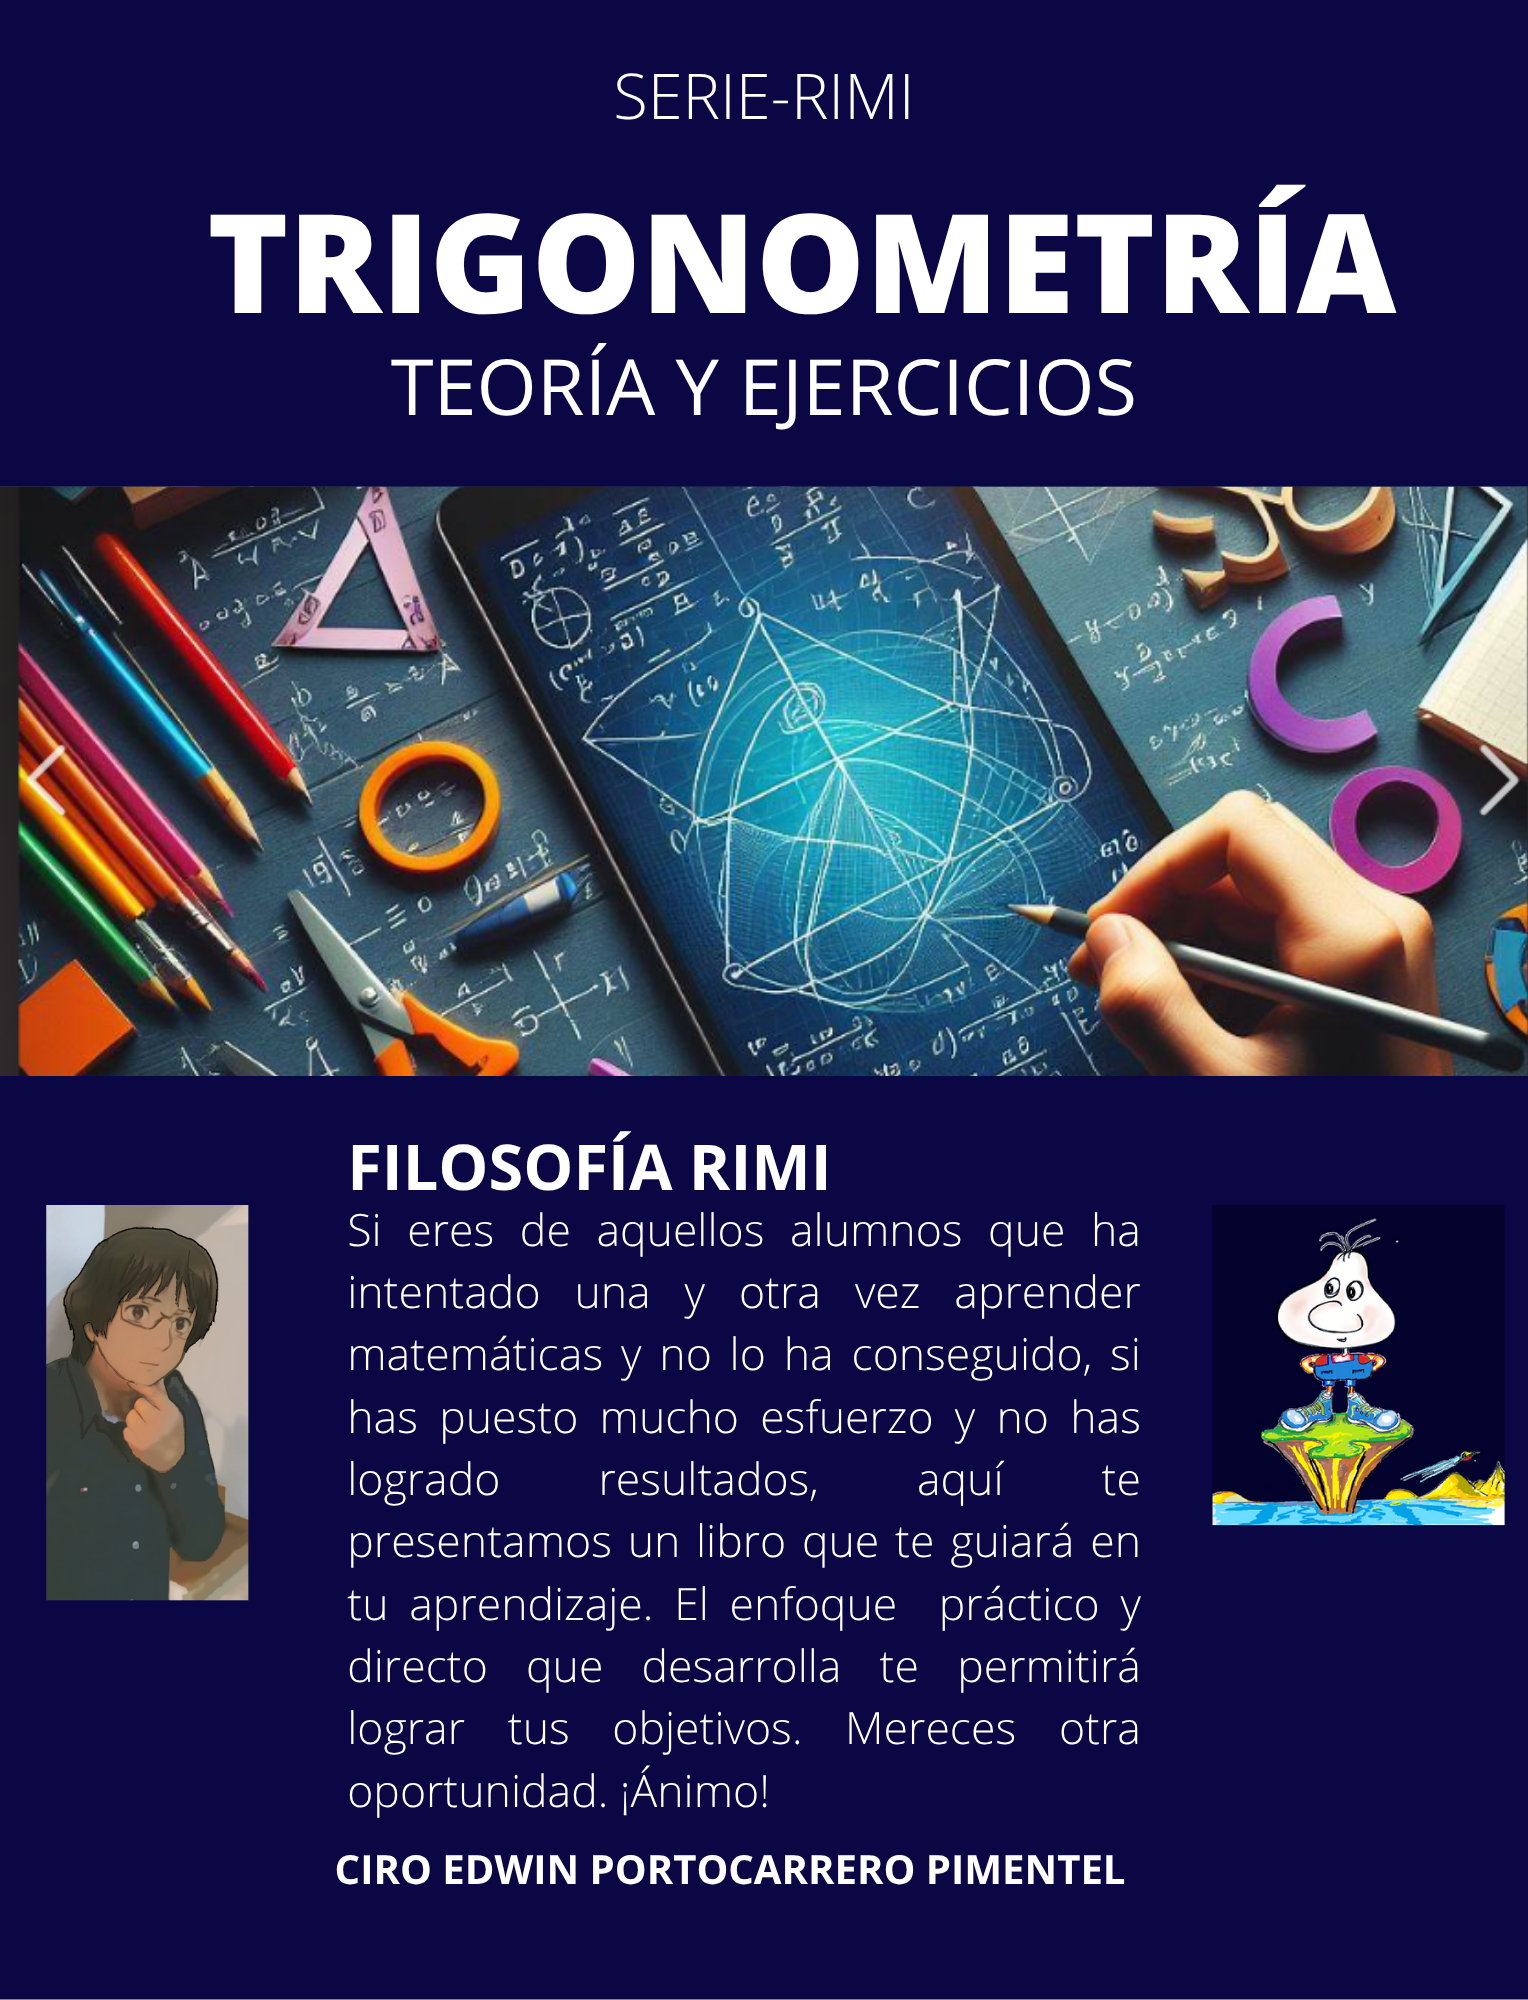 SERIE-RIMI
TRIGONOMETRÍA
TEORÍA Y EJERCICIOS
FILOSOFÍA RIMI
Si eres de aquellos alumnos que ha
intentado una y otra vez aprender
matemáticas y no lo ha conseguido, si
has puesto mucho esfuerzo y no has
logrado resultados, aquí te
presentamos un libro que te guiará en
tu aprendizaje. El enfoque práctico y
directo que desarrolla te permitirá
lograr tus objetivos. Mereces otra
oportunidad. ¡Ánimo!
CIRO EDWIN PORTOCARRERO PIMENTEL